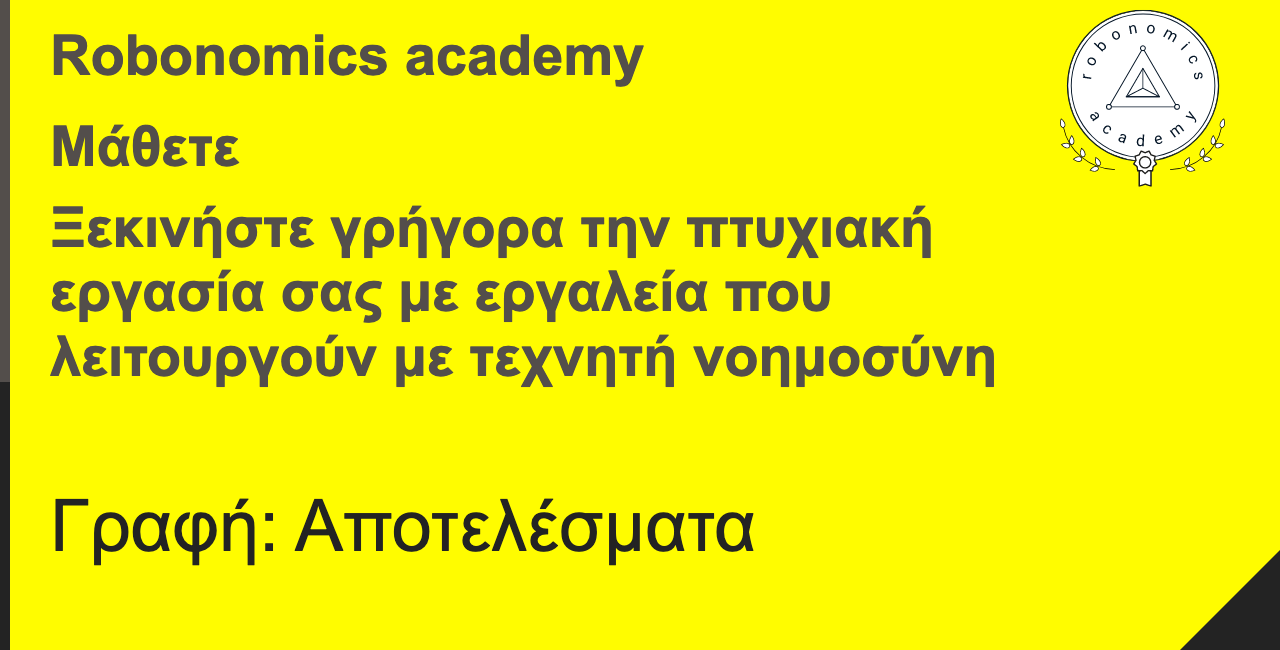 Robonomics academy
Μάθετε
Ξεκινήστε γρήγορα την πτυχιακή
εργασία σας με εργαλεία που
λειτουργούν με τεχνητή νοημοσύνη
Γραφή: Αποτελέσματα
robonomics
academy